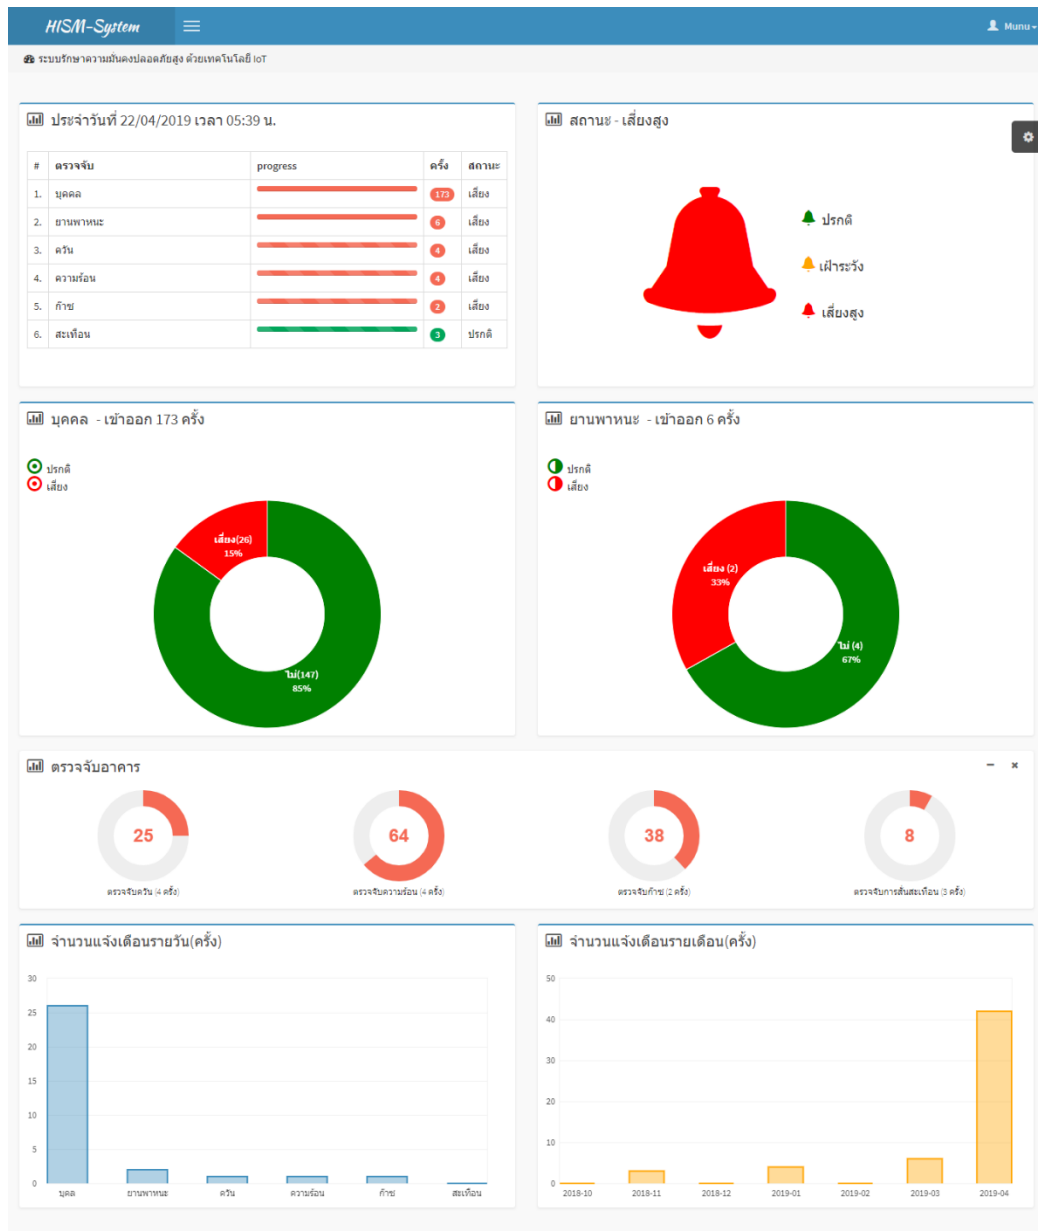 HISM-System
Munu
ระบบรักษาความมั่นคงปลอดภัยสูง ด้วยเทคโนโลยี IoT
ประจำวันที่ 22/04/2019 เวลา 05:39 น.
# ตรวจจับ progress ครั้ง สถานะ
1. บุคคล 173 เสี่ยง
2. ยานพาหนะ 6 เสี่ยง
3. ควัน 4 เสี่ยง
4. ความร้อน 4 เสี่ยง
5. ก๊าซ 2 เสี่ยง
6. สะเทือน 3 ปรกติ
สถานะ - เสี่ยงสูง
ปรกติ
เฝ้าระวัง
เสี่ยงสูง
บุคคล - เข้าออก 173 ครั้ง
ปรกติ
เสี่ยง
เสี่ยง(26)
15%
ไม่(147)
85%
ยานพาหนะ - เข้าออก 6 ครั้ง
ปรกติ
เสี่ยง
เสี่ยง (2)
33%
ไม่ (4)
67%
ตรวจจับอาคาร
25 64 38 8
ตรวจจับควัน (4 ครั้ง) ตรวจจับความร้อน (4 ครั้ง) ตรวจจับก๊าซ (2 ครั้ง) ตรวจจับการสั่นสะเทือน (3 ครั้ง)
จำนวนแจ้งเตือนรายวัน(ครั้ง)
30
25
20
15
10
5
0
บุคล ยานพาหนะ ควัน ความร้อน ก๊าซ สะเทือน
จำนวนแจ้งเตือนรายเดือน(ครั้ง)
50
40
30
20
10
0
2018-10 2018-11 2018-12 2019-01 2019-02 2019-03 2019-04